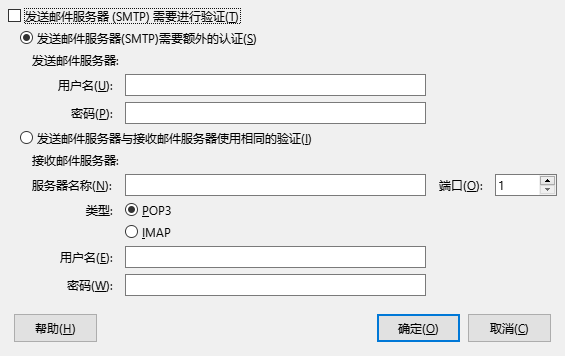 发送邮件服务器 (SMTP) 需要进行验证(T)
发送邮件服务器(SMTP)需要额外的认证(S)
发送邮件服务器:
用户名(U):
密码(P):
发送邮件服务器与接收邮件服务器使用相同的验证(I)
接收邮件服务器:
服务器名称(N): 端口(O): 1
类型: POP3
IMAP
用户名(E):
密码(W):
帮助(H) 确定(O) 取消(C)